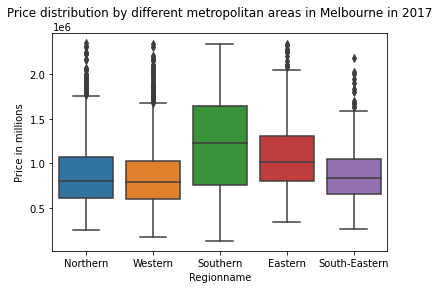 Price distribution by different metropolitan areas in Melbourne in 2017
1e6
2.0
1.5
1.0
0.5
Price in millions
Northern Western Southern Eastern South-Eastern
Regionname